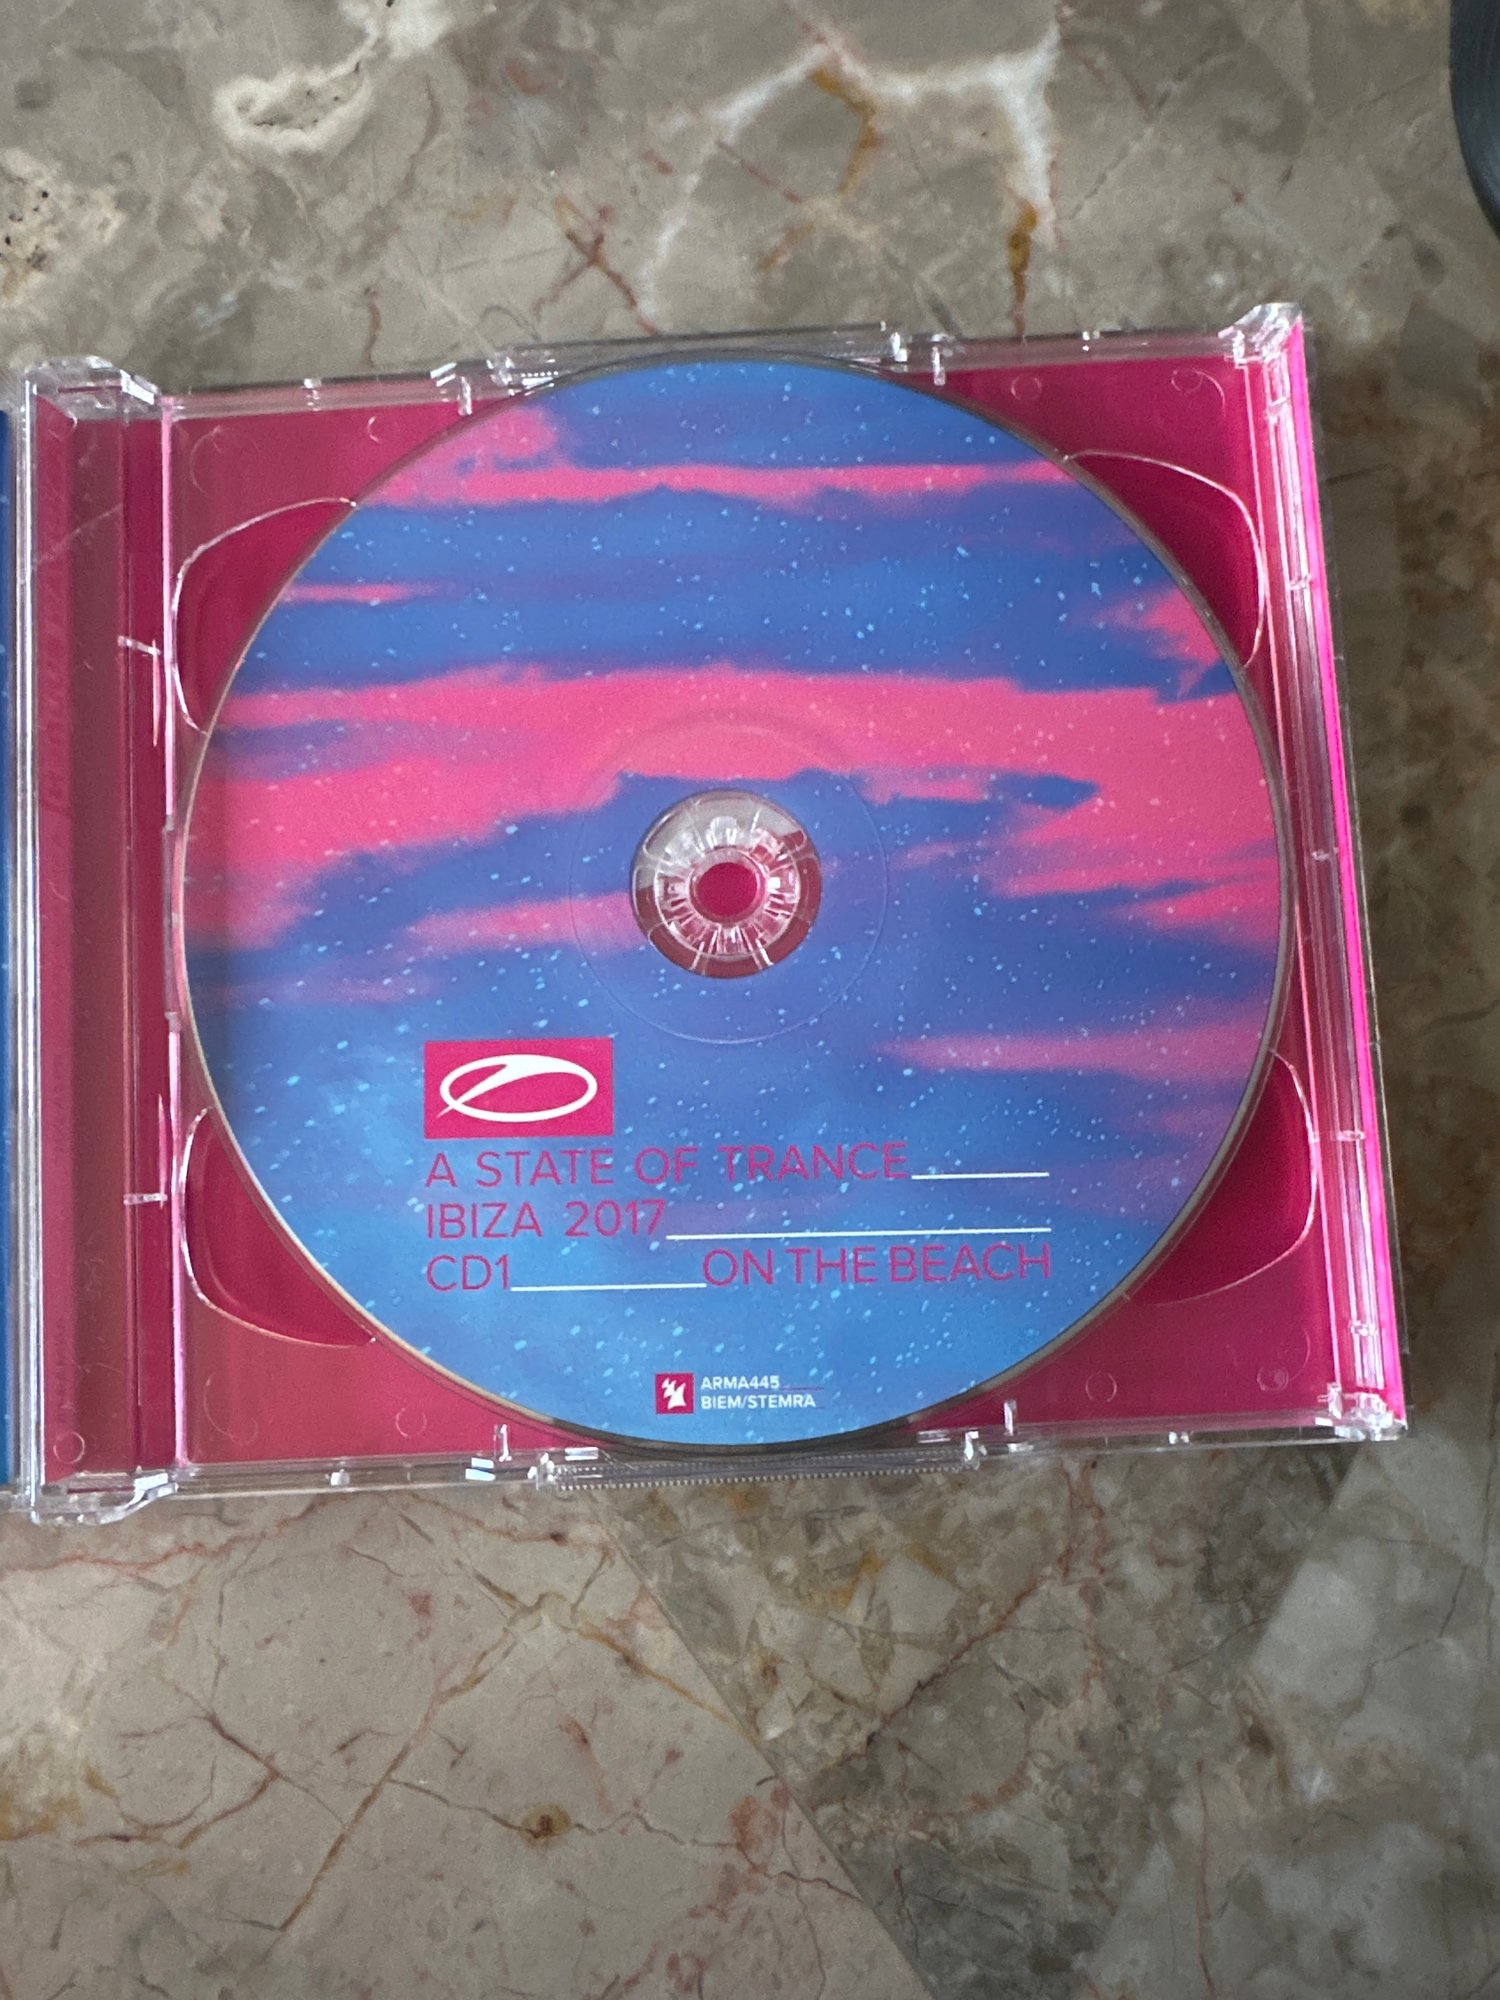 A STATE OF TRANCE
IBIZA 2017
CD1 ON THE BEACH
ARMA445
BIEM/STEMRA